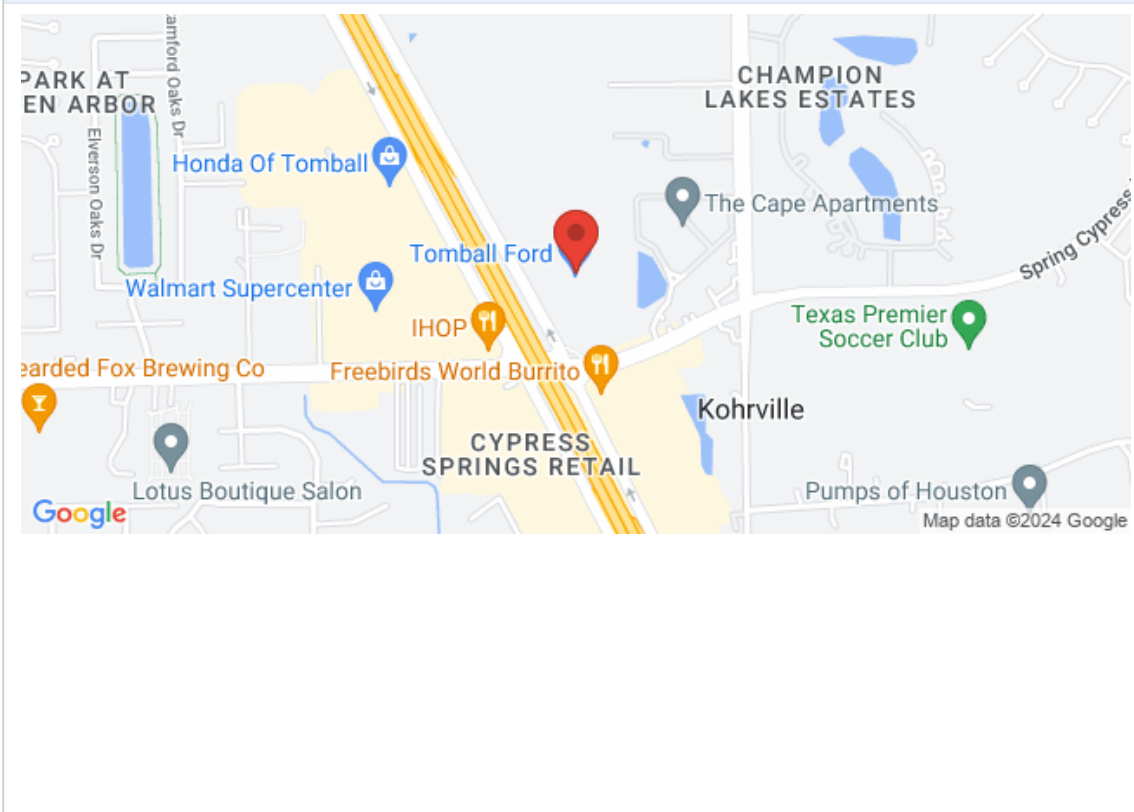 PARK AT
EN ARBOR
amford Oaks Dr
Elverson Oaks Dr
CHAMPION
LAKES ESTATES
Honda Of Tomball
The Cape Apartments
Tomball Ford
Spring Cypress
Walmart Supercenter
IHOP
Texas Premier
Soccer Club
earded Fox Brewing Co
Freebirds World Burrito
Kohrville
CYPRESS
SPRINGS RETAIL
Lotus Boutique Salon
Pumps of Houston
Google
Map data ©2024 Google